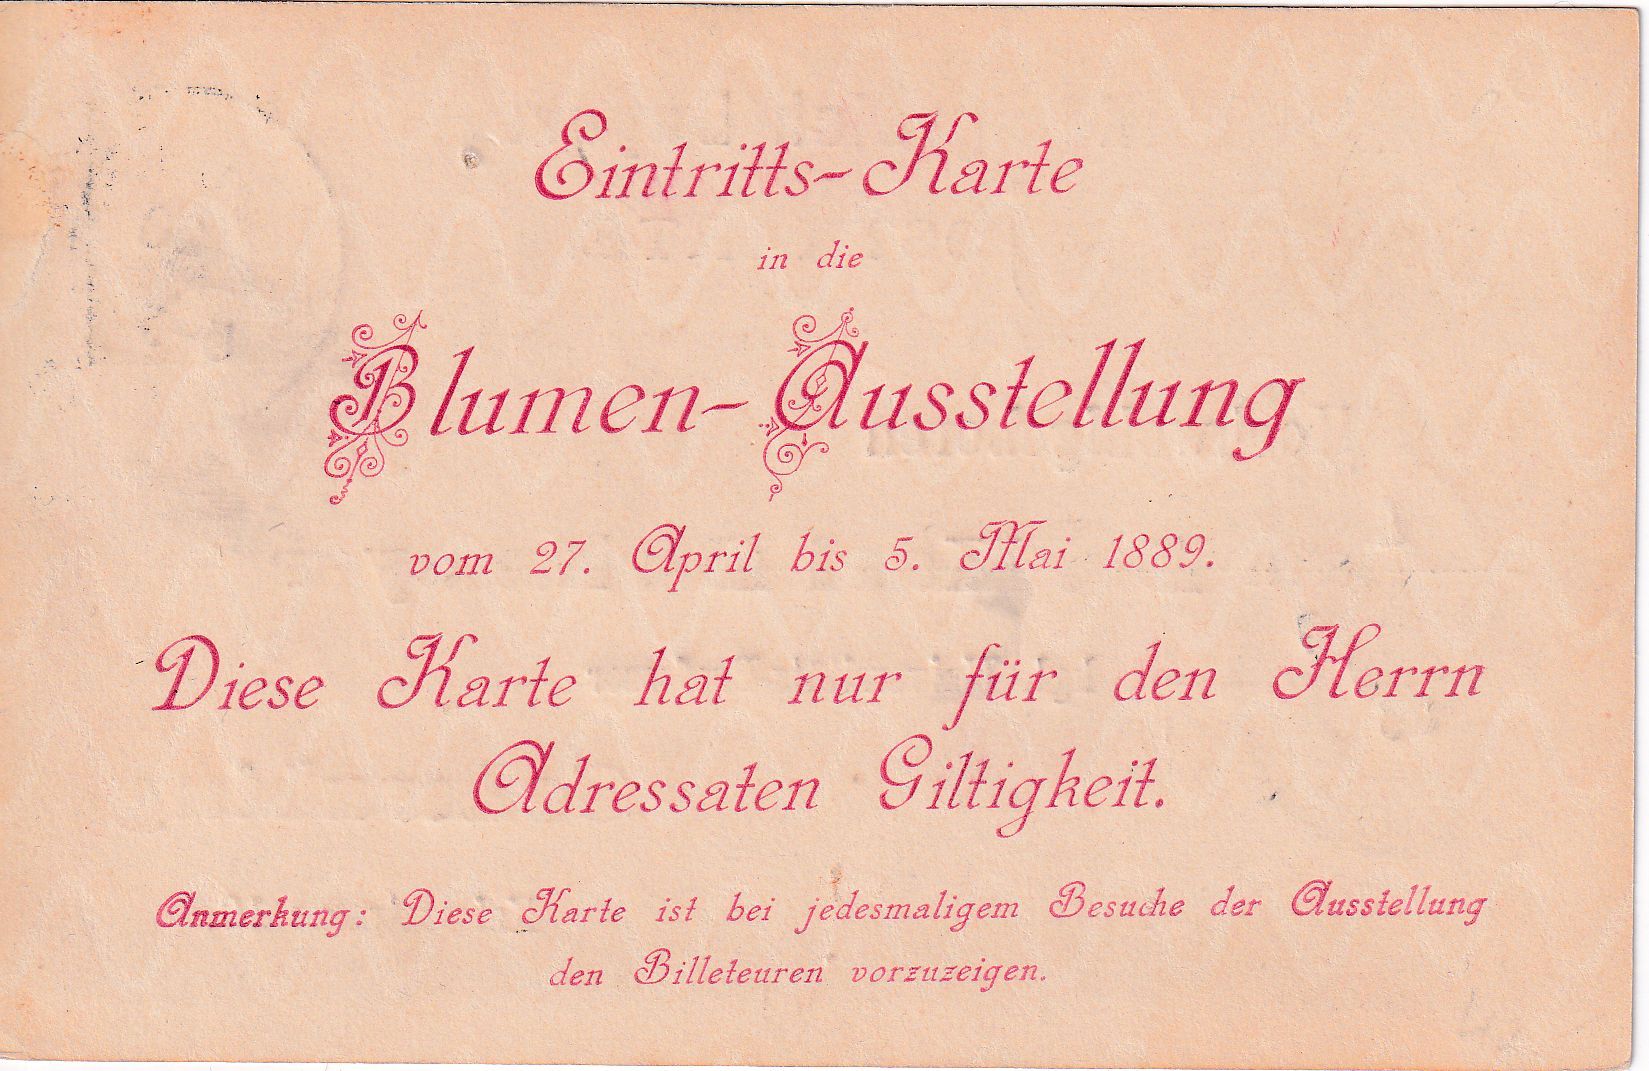 Eintritts-Karte
in die
Blumen-Ausstellung
vom 27. April bis 5. Mai 1889.
Diese Karte hat nur für den Herrn
Adressaten Giltigkeit.
Anmerkung: Diese Karte ist bei jedesmaligem Besuche der Ausstellung
den Billeteuren vorzuzeigen.